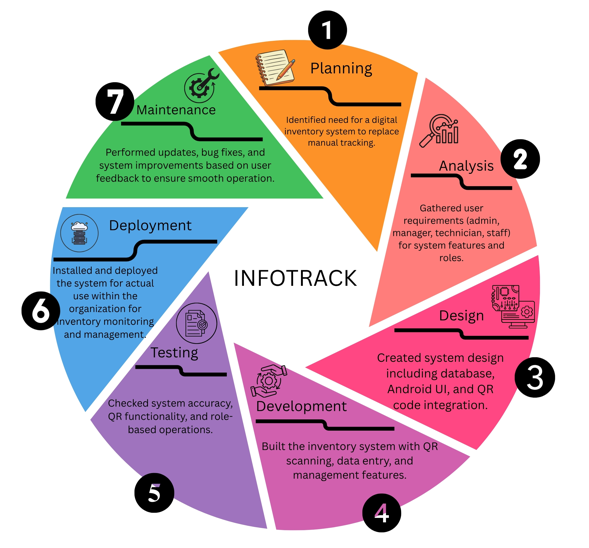 1
Planning
Identified need for a digital
inventory system to replace
manual tracking.
2
Analysis
Gathered user
requirements (admin,
manager, technician, staff)
for system features and
roles.
3
Design
Created system design
including database,
Android UI, and QR
code integration.
4
Development
Built the inventory system with QR
scanning, data entry, and
management features.
5
Testing
Checked system accuracy,
QR functionality, and role-
based operations.
6
Deployment
Installed and deployed
the system for actual
use within the
organization for
inventory monitoring
and management.
7
Maintenance
Performed updates, bug fixes, and
system improvements based on user
feedback to ensure smooth operation.
INFOTRACK